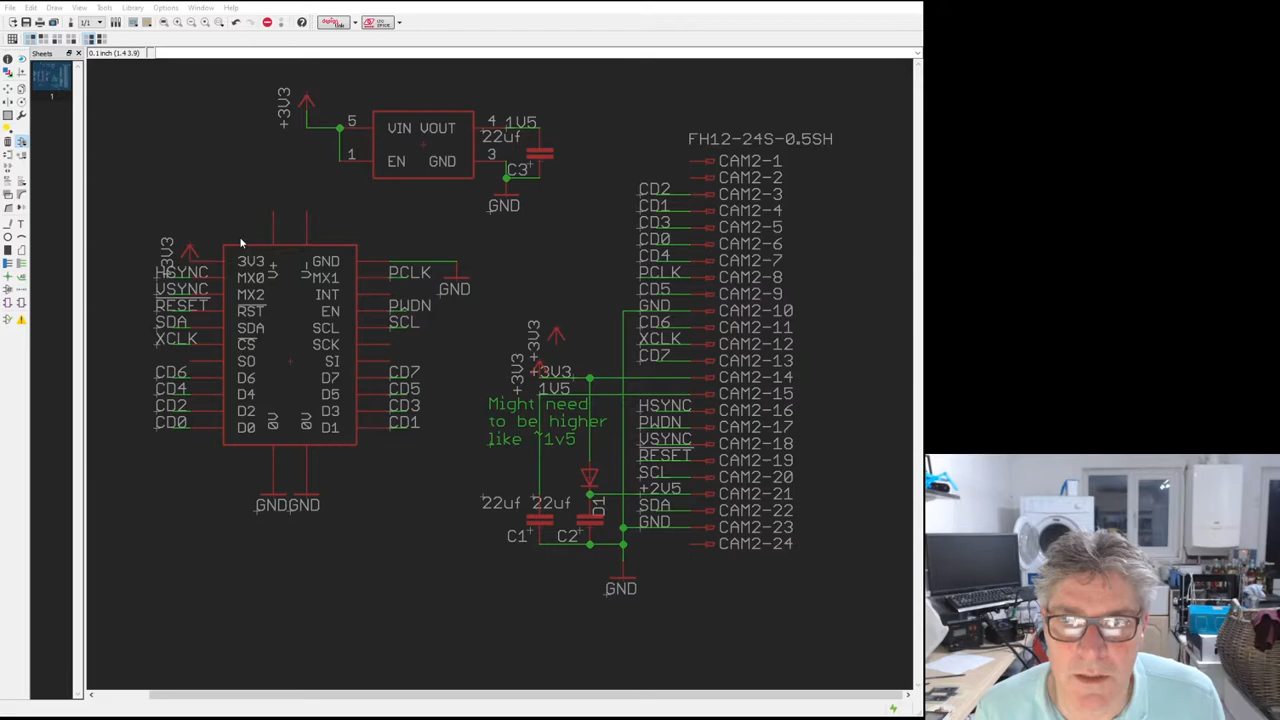 File Edit Draw View Tools Library Options Window Help
1/1
design link
Sheets
0.1 inch (1.4 3.9)
1
+3V3
5 VIN VOUT 4 1V5
22uf
1 EN GND 3
C3
GND
FH12-24S-0.5SH
CAM2-1
CAM2-2
CD2 CAM2-3
CD1 CAM2-4
CD3 CAM2-5
CD0 CAM2-6
CD4 CAM2-7
PCLK CAM2-8
CD5 CAM2-9
GND CAM2-10
CD6 CAM2-11
XCLK CAM2-12
CD7 CAM2-13
CAM2-14
CAM2-15
HSYNC CAM2-16
PWDN CAM2-17
VSYNC CAM2-18
RESET CAM2-19
SCL CAM2-20
+2V5 CAM2-21
SDA CAM2-22
GND CAM2-23
CAM2-24
3V3
V+ V+
3V3 GND
HSYNC MX0 MX1 PCLK
VSYNC MX2 INT
RESET RST EN PWDN
SDA SDA SCL SCL
XCLK CS SCK
SO SI
CD6 D6 D7 CD7
CD4 D4 D5 CD5
CD2 D2 D3 CD3
CD0 D0 D1 CD1
0V 0V
GND
GND GND
+3V3
+3V3
+3V3
1V5
Might need
to be higher
like ~1v5
22uf 22uf
D1
C1 C2
GND